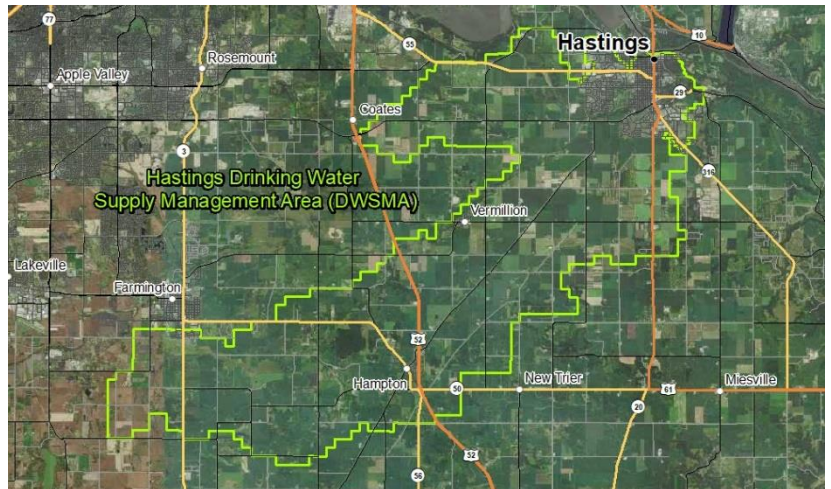 77
55
Hastings
10
Rosemount
Apple Valley
291
Coates
3
316
Hastings Drinking Water
Supply Management Area (DWSMA)
Vermillion
Lakeville
Farmington
52
Hampton
50
New Trier
61
Miesville
20
52
56